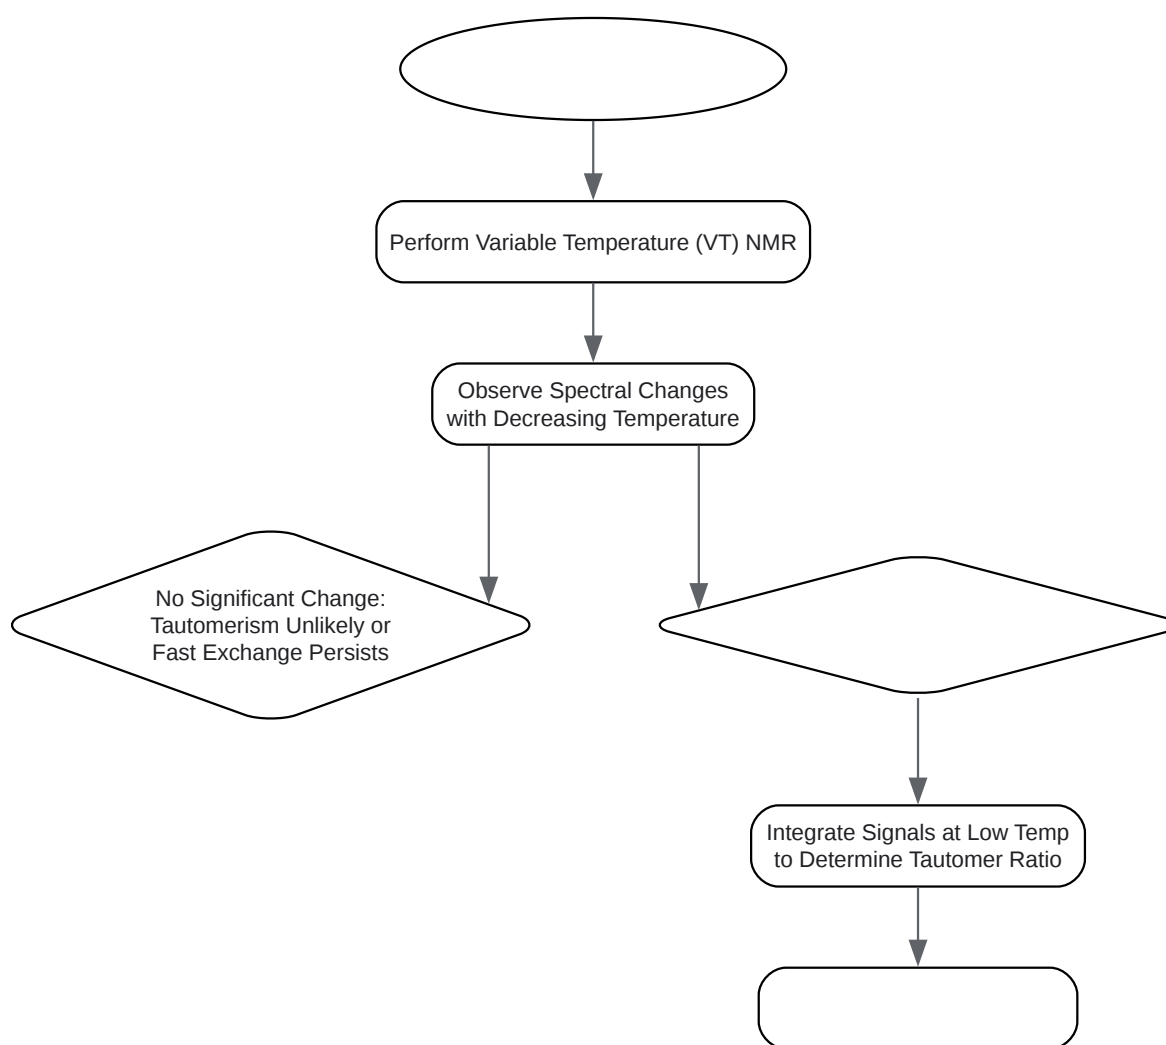 Perform Variable Temperature (VT) NMR
Observe Spectral Changes
with Decreasing Temperature
No Significant Change:
Tautomerism Unlikely or
Fast Exchange Persists
Integrate Signals at Low Temp
to Determine Tautomer Ratio